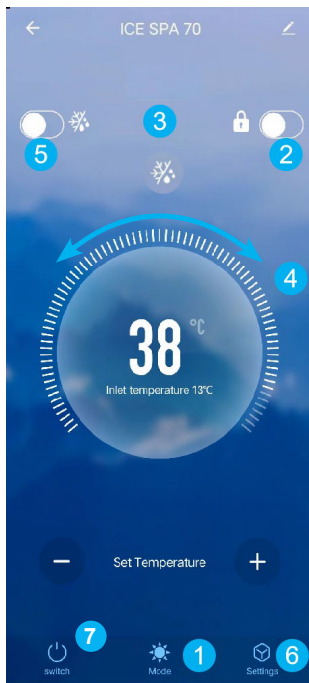 ICE SPA 70
3
5
2
4
38 °C
Inlet temperature 13°C
− Set Temperature +
7
1
6
switch Mode Settings